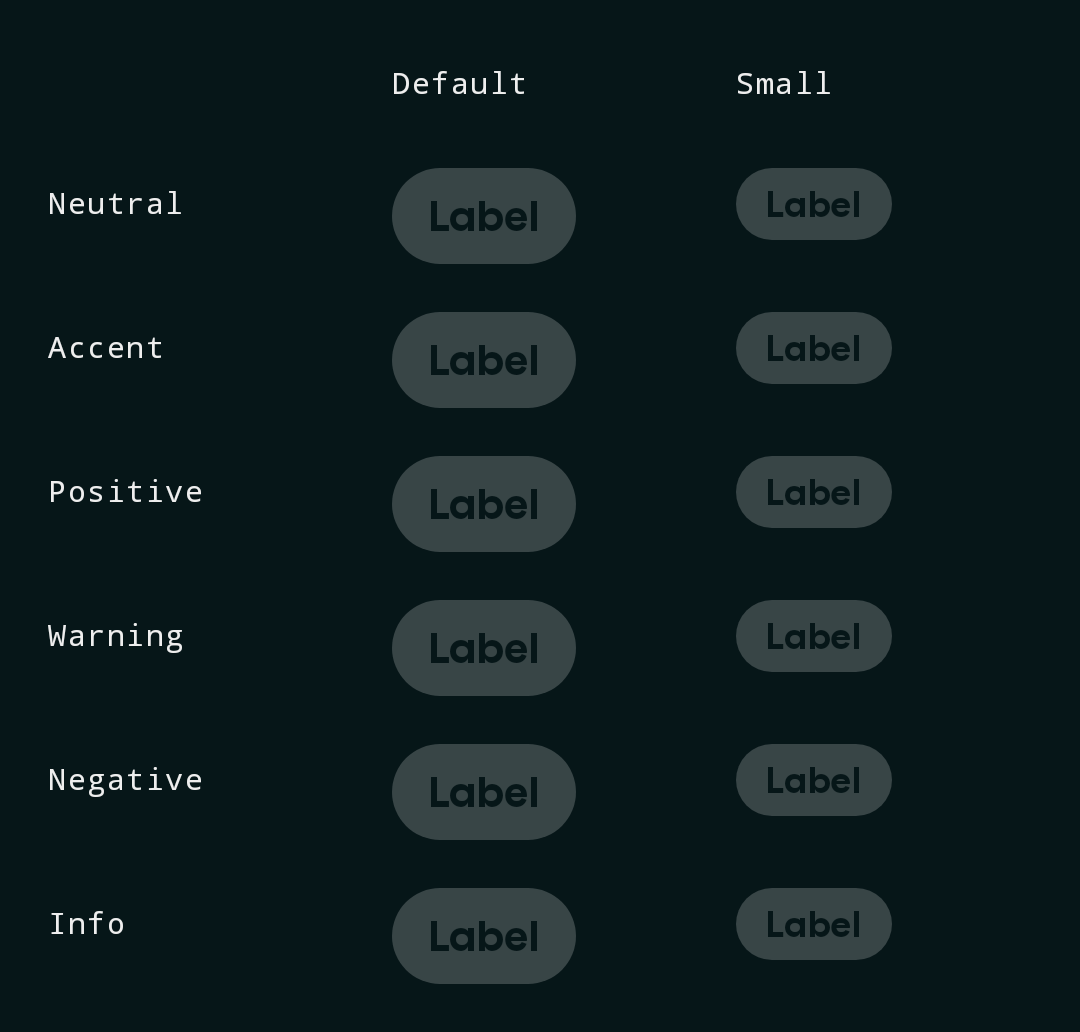 Default Small
Neutral Label Label
Accent Label Label
Positive Label Label
Warning Label Label
Negative Label Label
Info Label Label